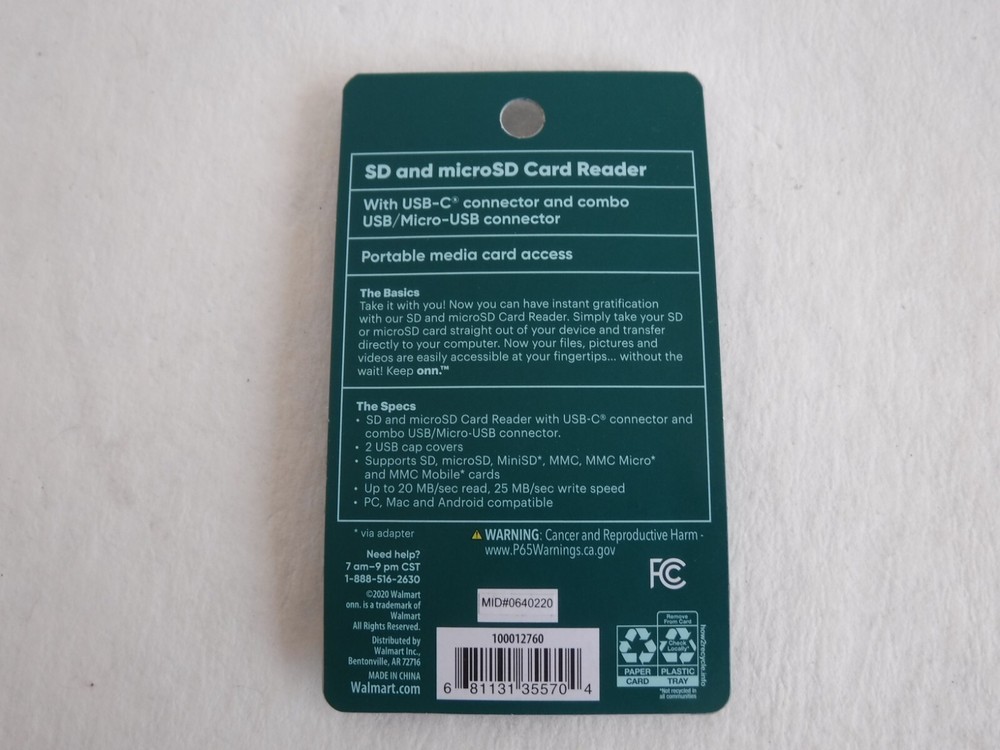 SD and microSD Card Reader
With USB-C® connector and combo
USB/Micro-USB connector
Portable media card access
The Basics
Take it with you! Now you can have instant gratification
with our SD and microSD Card Reader. Simply take your SD
or microSD card straight out of your device and transfer
directly to your computer. Now your files, pictures and
videos are easily accessible at your fingertips... without the
wait! Keep onn.™
The Specs
• SD and microSD Card Reader with USB-C® connector and
combo USB/Micro-USB connector.
• 2 USB cap covers
• Supports SD, microSD, MiniSD*, MMC, MMC Micro*
and MMC Mobile* cards
• Up to 20 MB/sec read, 25 MB/sec write speed
• PC, Mac and Android compatible
* via adapter
⚠ WARNING: Cancer and Reproductive Harm -
www.P65Warnings.ca.gov
Need help?
7 am–9 pm CST
1-888-516-2630
©2020 Walmart
onn. is a trademark of
Walmart
All Rights Reserved.
Distributed by
Walmart Inc.,
Bentonville, AR 72716
MADE IN CHINA
Walmart.com
FC
MID#0640220
100012760
6 81131 35570 4
Remove
From Card
Check
Locally*
PAPER
CARD
PLASTIC
TRAY
*Not recycled in
all communities
how2recycle.info